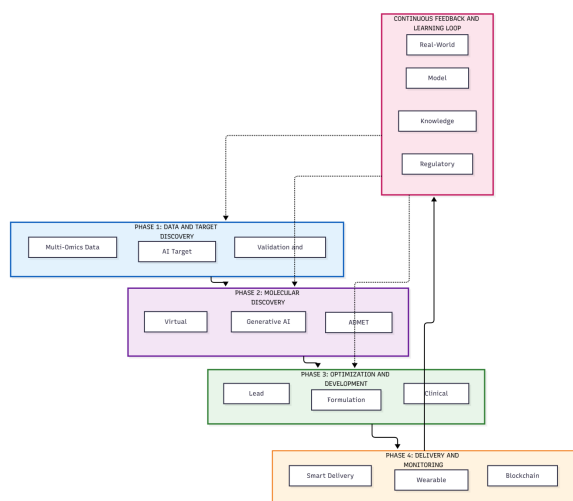 CONTINUOUS FEEDBACK AND
LEARNING LOOP
Real-World
Model
Knowledge
Regulatory
PHASE 1: DATA AND TARGET
DISCOVERY
Multi-Omics Data
AI Target
Validation and
PHASE 2: MOLECULAR
DISCOVERY
Virtual
Generative AI
ADMET
PHASE 3: OPTIMIZATION AND
DEVELOPMENT
Lead
Formulation
Clinical
PHASE 4: DELIVERY AND
MONITORING
Smart Delivery
Wearable
Blockchain